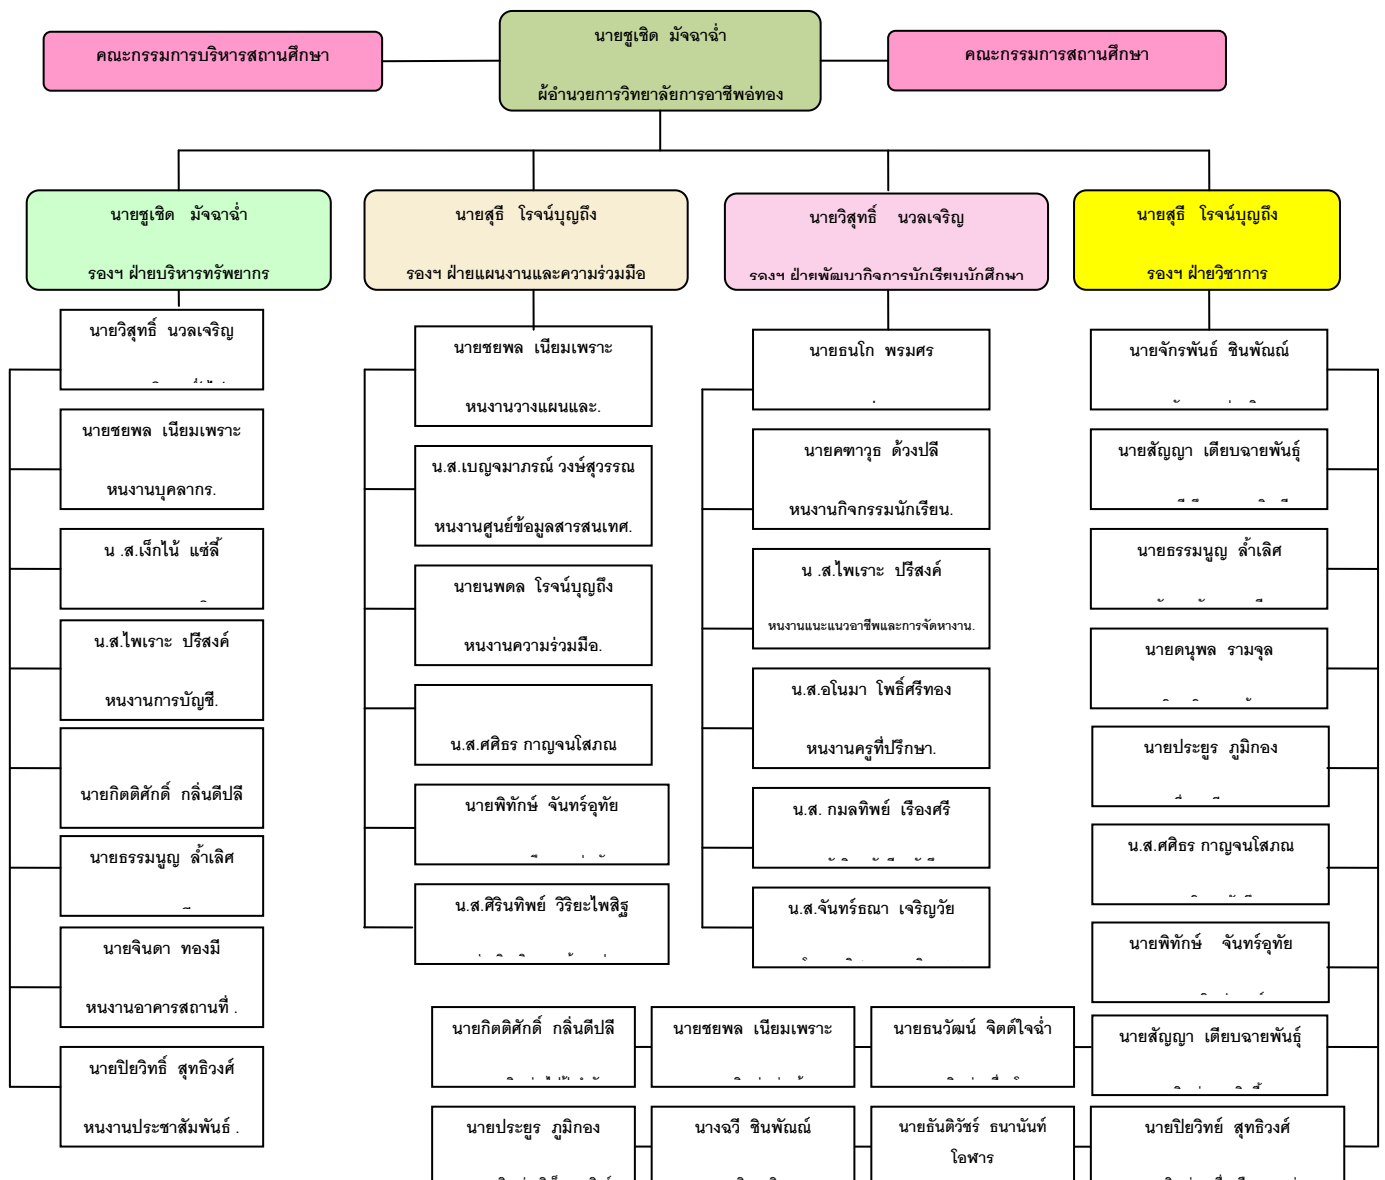 คณะกรรมการบริหารสถานศึกษา
นายชูเชิด  มัจฉาฉ่ำ
ผ้อำนวยการวิทยาลัยการอาชีพอ่ทอง
คณะกรรมการสถานศึกษา
นายชูเชิด   มัจฉาฉ่ำ
รองฯ ฝ่ายบริหารทรัพยากร
นายสุธี   โรจน์บุญถึง
รองฯ ฝ่ายแผนงานและความร่วมมือ
นายวิสุทธิ์    นวลเจริญ
รองฯ ฝ่ายพัฒนากิจการนักเรียนนักศึกษา
นายสุธี   โรจน์บุญถึง
รองฯ ฝ่ายวิชาการ
นายวิสุทธิ์  นวลเจริญ
นายชยพล  เนียมเพราะ
หนงานบุคลากร.
น .ส.เง็กไน้  แซ่ลี้
น.ส.ไพเราะ  ปรีสงค์
หนงานการบัญชี.
นายกิตติศักดิ์  กลิ่นดีปลี
นายธรรมนูญ  ล้ำเลิศ
นายจินดา  ทองมี
หนงานอาคารสถานที่ .
นายปิยวิทธิ์  สุทธิวงศ์
หนงานประชาสัมพันธ์ .
นายชยพล  เนียมเพราะ
หนงานวางแผนและ.
น.ส.เบญจมาภรณ์ วงษ์สุวรรณ
หนงานศูนย์ข้อมูลสารสนเทศ.
นายนพดล  โรจน์บุญถึง
หนงานความร่วมมือ.
น.ส.ศศิธร กาญจนโสภณ
นายพิทักษ์  จันทร์อุทัย
น.ส.ศิรินทิพย์  วิริยะไพสิฐ
นายธนโก  พรมศร
นายคฑาวุธ  ด้วงปลี
หนงานกิจกรรมนักเรียน.
น .ส.ไพเราะ  ปรีสงค์
หนงานแนะแนวอาชีพและการจัดหางาน.
น.ส.อโนมา  โพธิ์ศรีทอง
หนงานครูที่ปรึกษา.
น.ส. กมลทิพย์  เรืองศรี
น.ส.จันทร์ธณา  เจริญวัย
นายจักรพันธ์  ชินพัณณ์
นายสัญญา  เตียบฉายพันธุ์
นายธรรมนูญ  ล้ำเลิศ
นายดนุพล  รามจุล
นายประยูร  ภูมิกอง
น.ส.ศศิธร กาญจนโสภณ
นายพิทักษ์    จันทร์อุทัย
นายกิตติศักดิ์  กลิ่นดีปลี
นายชยพล  เนียมเพราะ
นายธนวัฒน์  จิตต์ใจฉ่ำ
นายสัญญา  เตียบฉายพันธุ์
นายประยูร  ภูมิกอง
นางฉวี  ชินพัณณ์
นายธันติวัชร์  ธนานันท์
โอฬาร
นายปิยวิทย์  สุทธิวงศ์